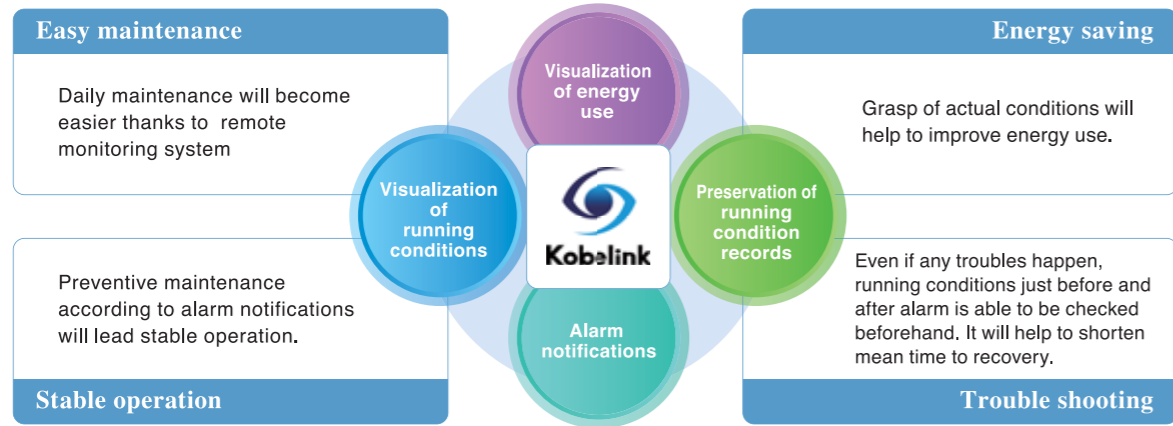 Easy maintenance
Daily maintenance will become
easier thanks to remote
monitoring system
Energy saving
Grasp of actual conditions will
help to improve energy use.
Visualization
of energy
use
Visualization
of
running
conditions
Kobelink
Preservation of
running
condition
records
Alarm
notifications
Preventive maintenance
according to alarm notifications
will lead stable operation.
Stable operation
Even if any troubles happen,
running conditions just before and
after alarm is able to be checked
beforehand. It will help to shorten
mean time to recovery.
Trouble shooting